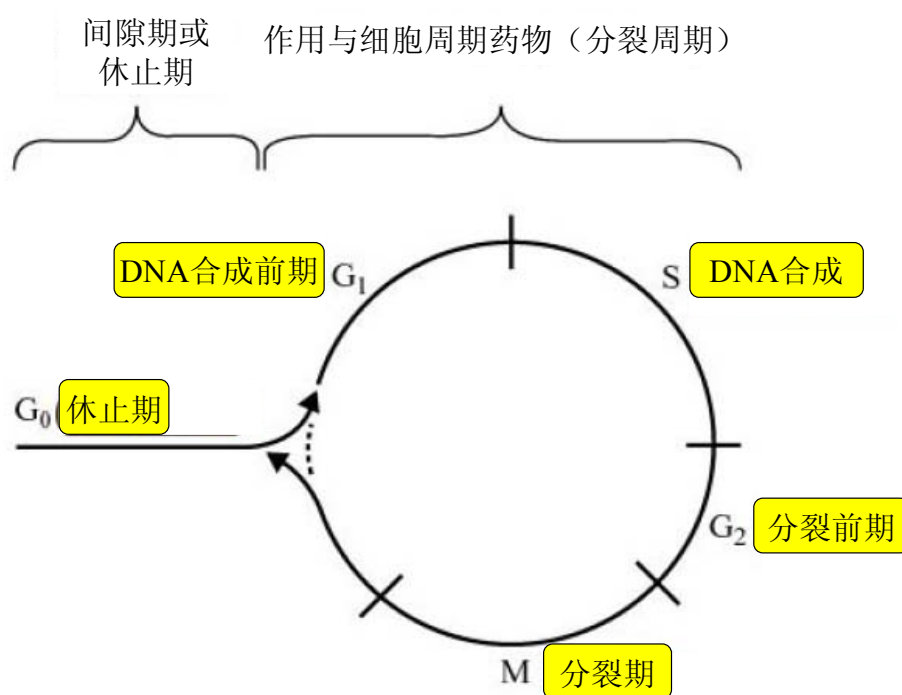 间隙期或
休止期
作用与细胞周期药物（分裂周期）
DNA合成前期 G₁
S DNA合成
G₀( 休止期
G₂ 分裂前期
M 分裂期